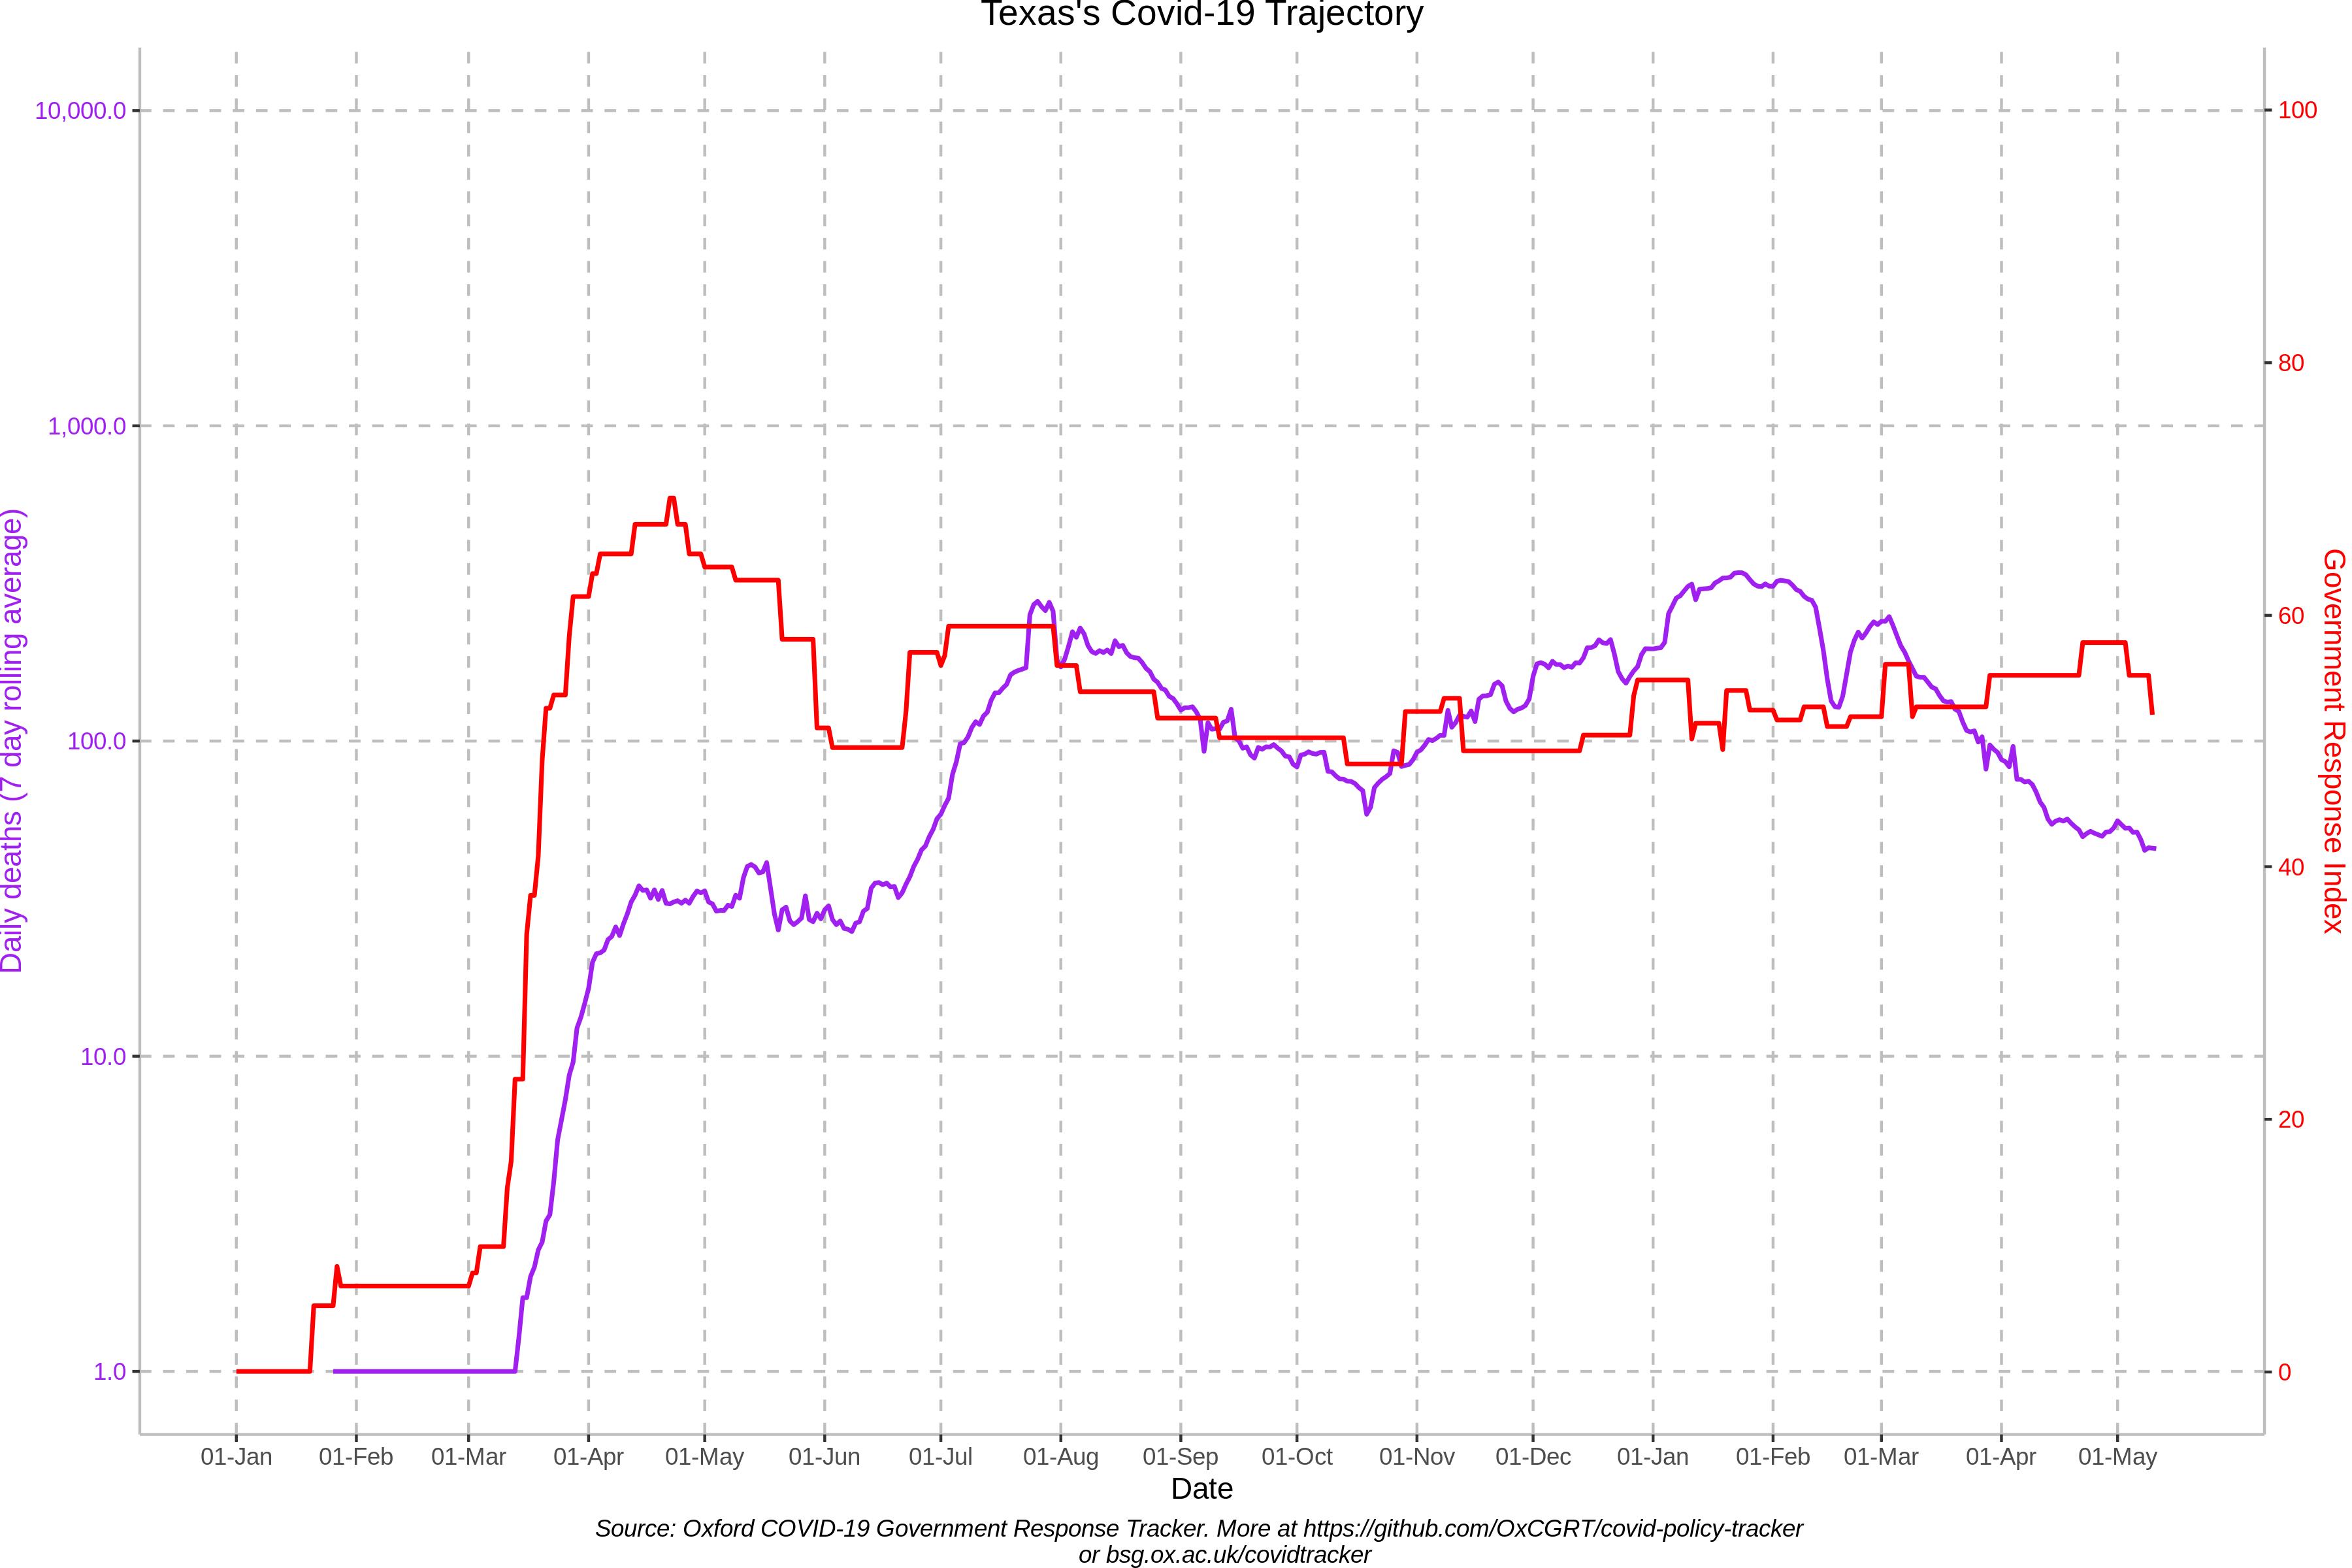 Texas's Covid-19 Trajectory
10,000.0
1,000.0
100.0
10.0
1.0
Daily deaths (7 day rolling average)
100
80
60
40
20
0
Government Response Index
01-Jan 01-Feb 01-Mar 01-Apr 01-May 01-Jun 01-Jul 01-Aug 01-Sep 01-Oct 01-Nov 01-Dec 01-Jan 01-Feb 01-Mar 01-Apr 01-May
Date
Source: Oxford COVID-19 Government Response Tracker. More at https://github.com/OxCGRT/covid-policy-tracker
or bsg.ox.ac.uk/covidtracker